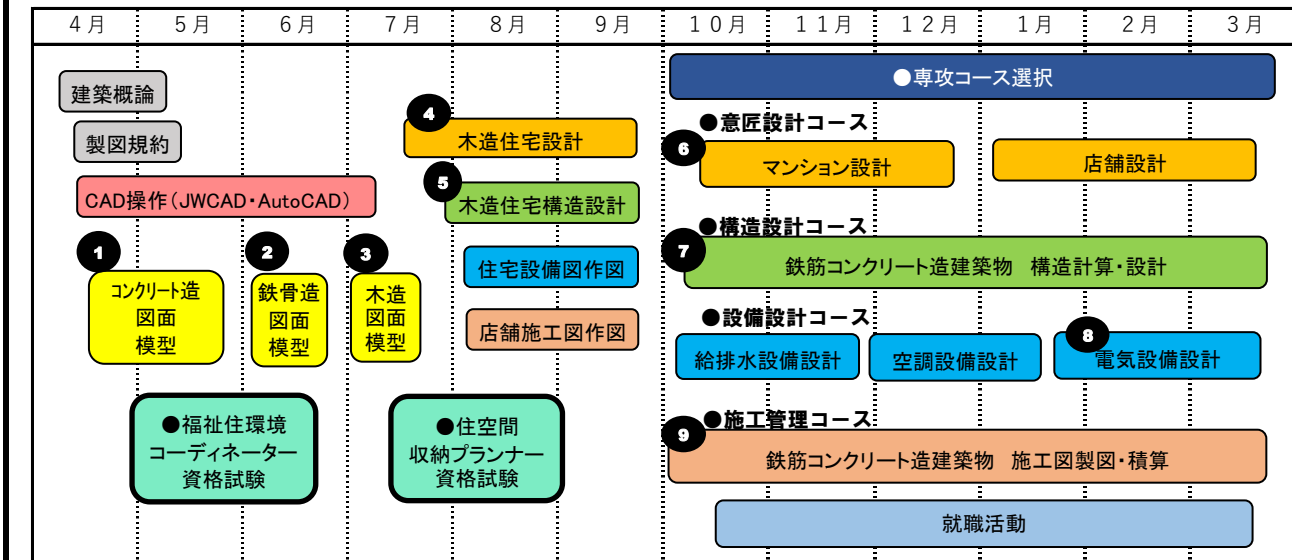 4月 5月 6月 7月 8月 9月 10月 11月 12月 1月 2月 3月
●専攻コース選択
建築概論
製図規約
CAD操作(JWCAD・AutoCAD)
1
コンクリート造
図面
模型
2
鉄骨造
図面
模型
3
木造
図面
模型
4
木造住宅設計
5
木造住宅構造設計
住宅設備図作図
店舗施工図作図
●福祉住環境
コーディネーター
資格試験
●住空間
収納プランナー
資格試験
●意匠設計コース
6
マンション設計
店舗設計
●構造設計コース
7
鉄筋コンクリート造建築物 構造計算・設計
●設備設計コース
給排水設備設計
空調設備設計
8
電気設備設計
●施工管理コース
9
鉄筋コンクリート造建築物 施工図製図・積算
就職活動